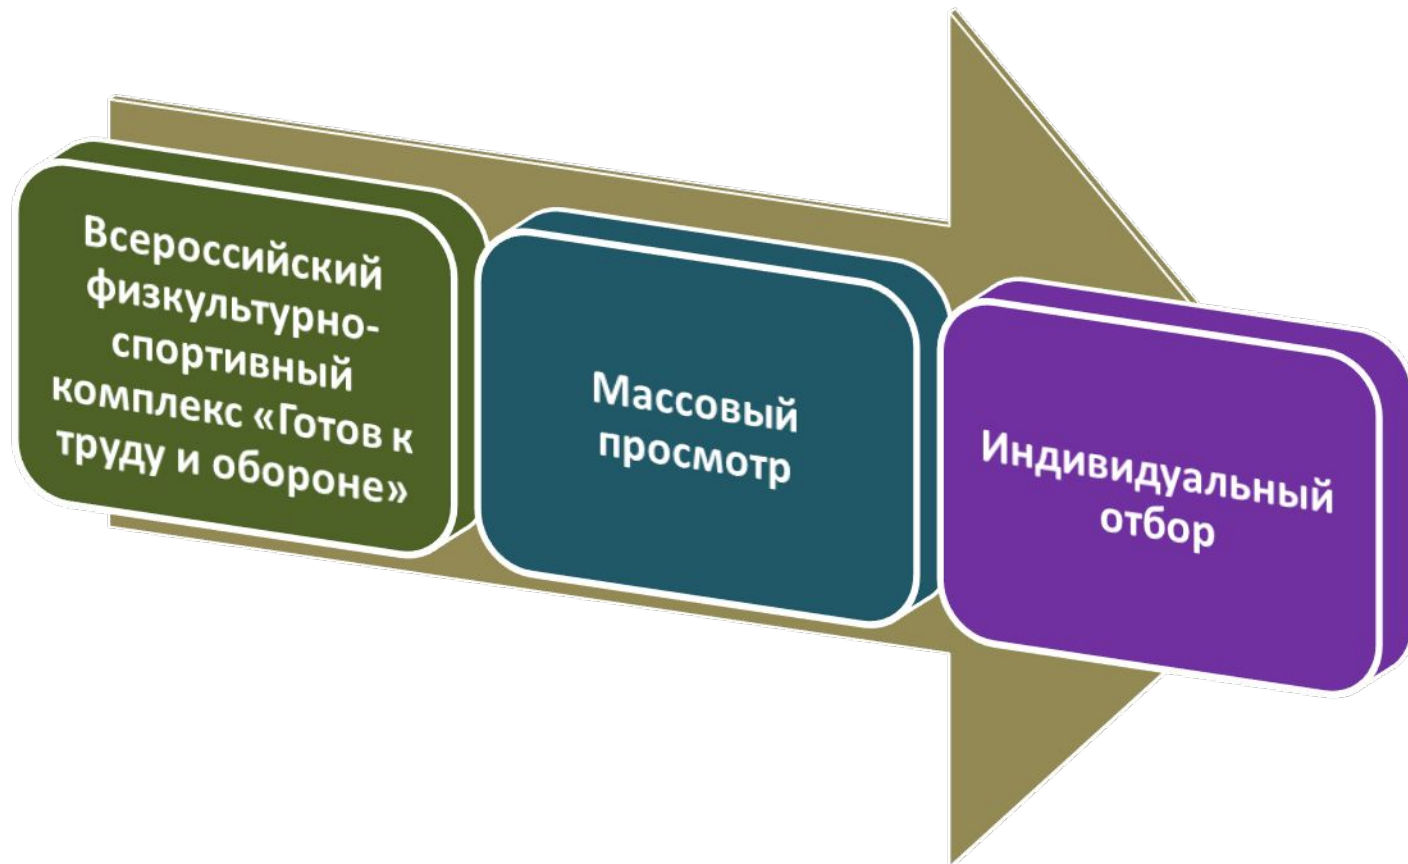 Всероссийский
физкультурно-
спортивный
комплекс «Готов к
труду и обороне»
Массовый
просмотр
Индивидуальный
отбор